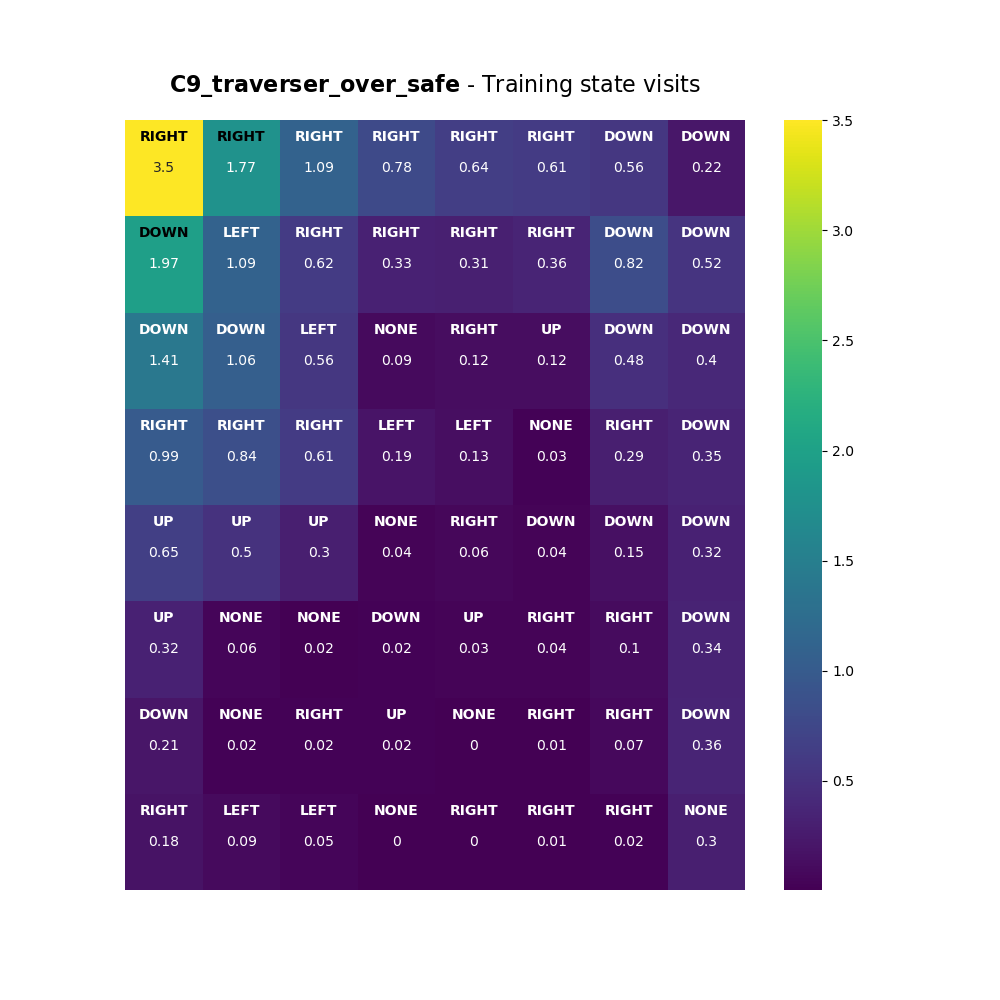 C9_traverser_over_safe - Training state visits
RIGHT RIGHT RIGHT RIGHT RIGHT RIGHT DOWN DOWN
3.5 1.77 1.09 0.78 0.64 0.61 0.56 0.22
DOWN LEFT RIGHT RIGHT RIGHT RIGHT DOWN DOWN
1.97 1.09 0.62 0.33 0.31 0.36 0.82 0.52
DOWN DOWN LEFT NONE RIGHT UP DOWN DOWN
1.41 1.06 0.56 0.09 0.12 0.12 0.48 0.4
RIGHT RIGHT RIGHT LEFT LEFT NONE RIGHT DOWN
0.99 0.84 0.61 0.19 0.13 0.03 0.29 0.35
UP UP UP NONE RIGHT DOWN DOWN DOWN
0.65 0.5 0.3 0.04 0.06 0.04 0.15 0.32
UP NONE NONE DOWN UP RIGHT RIGHT DOWN
0.32 0.06 0.02 0.02 0.03 0.04 0.1 0.34
DOWN NONE RIGHT UP NONE RIGHT RIGHT DOWN
0.21 0.02 0.02 0.02 0 0.01 0.07 0.36
RIGHT LEFT LEFT NONE RIGHT RIGHT RIGHT NONE
0.18 0.09 0.05 0 0 0.01 0.02 0.3
3.5
3.0
2.5
2.0
1.5
1.0
0.5